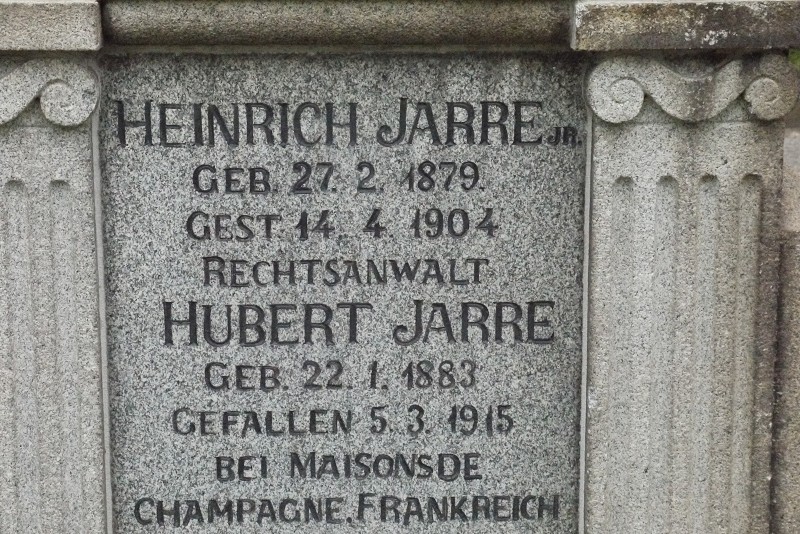 HEINRICH JARRE JR.
GEB. 27. 2. 1879.
GEST 14. 4. 1904
RECHTSANWALT
HUBERT JARRE
GEB. 22. 1. 1883
GEFALLEN 5. 3. 1915
BEI MAISONSDE
CHAMPAGNE, FRANKREICH